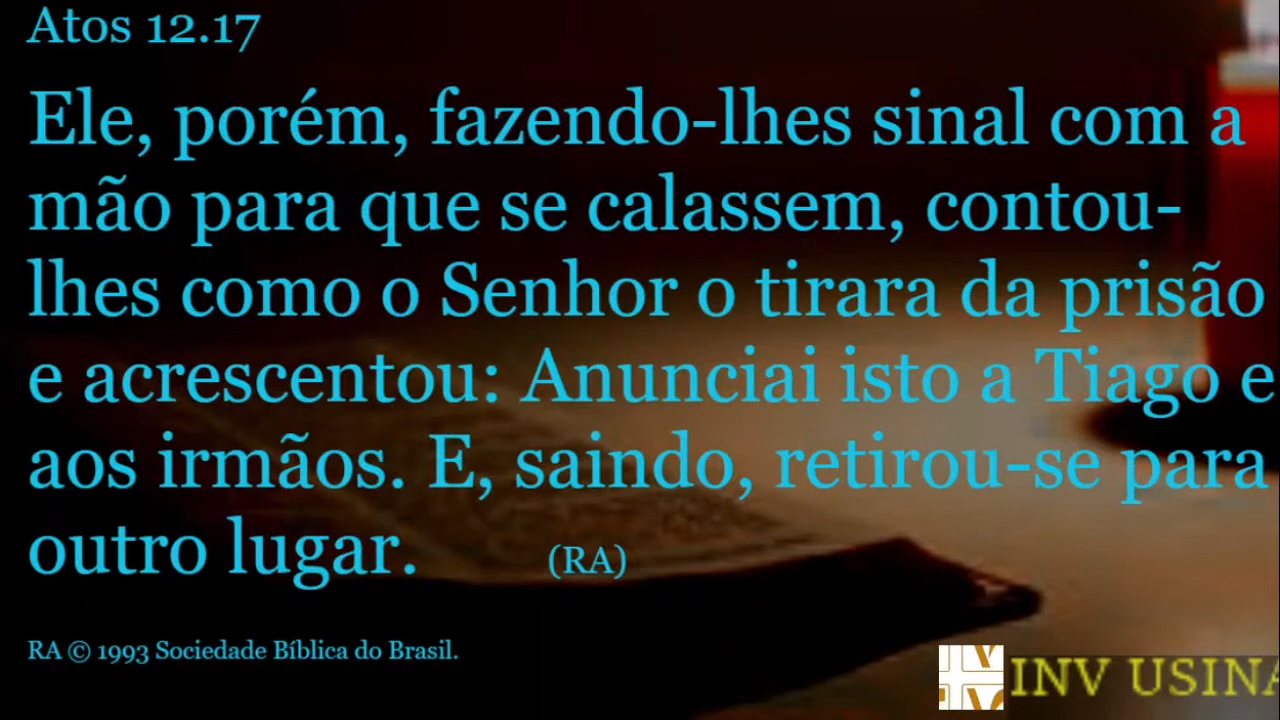 Atos 12.17
Ele, porém, fazendo-lhes sinal com a
mão para que se calassem, contou-
lhes como o Senhor o tirara da prisão
e acrescentou: Anunciai isto a Tiago e
aos irmãos. E, saindo, retirou-se para
outro lugar. (RA)
RA © 1993 Sociedade Bíblica do Brasil.
INV USINA